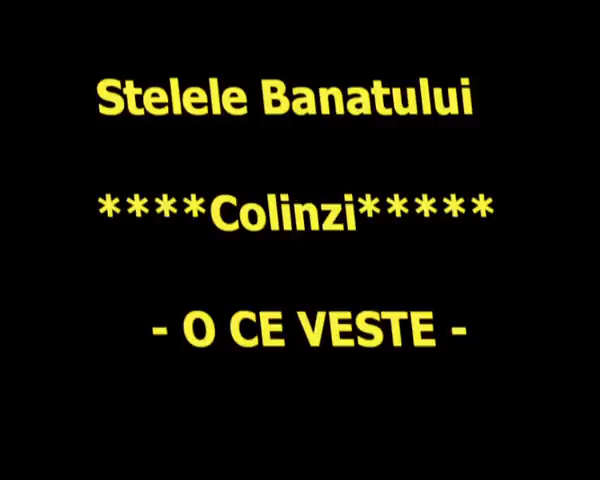 Stelele Banatului
****Colinzi*****
- O CE VESTE -